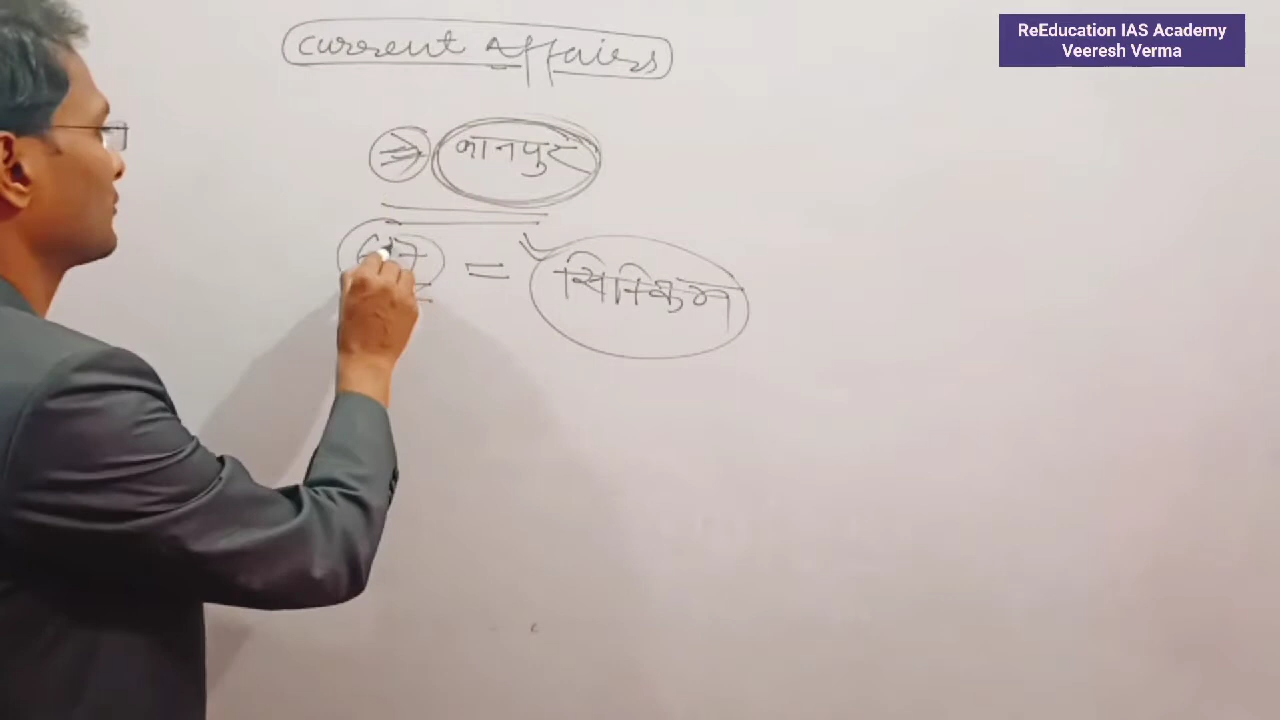 ReEducation IAS Academy
Veeresh Verma
Current Affairs
⇒ कानपुर
= सिक्किम